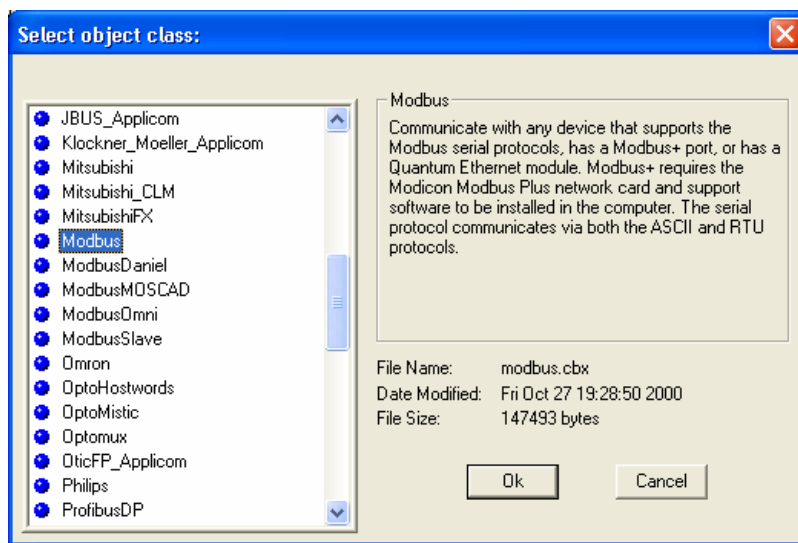 Select object class:
JBUS_Applicom
Klockner_Moeller_Applicom
Mitsubishi
Mitsubishi_CLM
MitsubishiFX
Modbus
ModbusDaniel
ModbusMOSCAD
ModbusOmni
ModbusSlave
Omron
OptoHostwords
OptoMistic
Optomux
OticFP_Applicom
Philips
ProfibusDP
Modbus
Communicate with any device that supports the
Modbus serial protocols, has a Modbus+ port, or has a
Quantum Ethernet module. Modbus+ requires the
Modicon Modbus Plus network card and support
software to be installed in the computer. The serial
protocol communicates via both the ASCII and RTU
protocols.
File Name: modbus.cbx
Date Modified: Fri Oct 27 19:28:50 2000
File Size: 147493 bytes
Ok Cancel